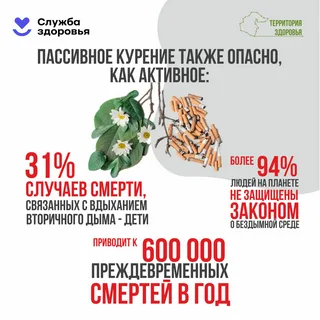 Служба
здоровья
ТЕРРИТОРИЯ
ЗДОРОВЬЯ
ПАССИВНОЕ КУРЕНИЕ ТАКЖЕ ОПАСНО,
КАК АКТИВНОЕ:
31%
СЛУЧАЕВ СМЕРТИ,
СВЯЗАННЫХ С ВДЫХАНИЕМ
ВТОРИЧНОГО ДЫМА - ДЕТИ
БОЛЕЕ 94%
ЛЮДЕЙ НА ПЛАНЕТЕ
НЕ ЗАЩИЩЕНЫ
ЗАКОНОМ
О БЕЗДЫМНОЙ СРЕДЕ
ПРИВОДИТ К 600 000
ПРЕЖДЕВРЕМЕННЫХ
СМЕРТЕЙ В ГОД